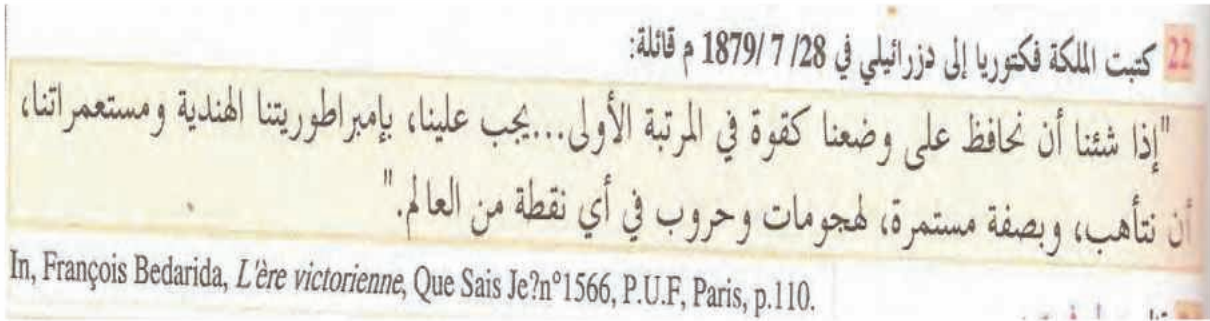 22 كتبت الملكة فكتوريا إلى دزرائيلي في 28/ 7 /1879 م قائلة:
"إذا شئنا أن نحافظ على وضعنا كقوة في المرتبة الأولى...يجب علينا، بإمبراطوريتنا الهندية ومستعمراتنا،
أن نتأهب، وبصفة مستمرة، لهجومات وحروب في أي نقطة من العالم."
In, François Bedarida, L'ère victorienne, Que Sais Je?n°1566, P.U.F, Paris, p.110.